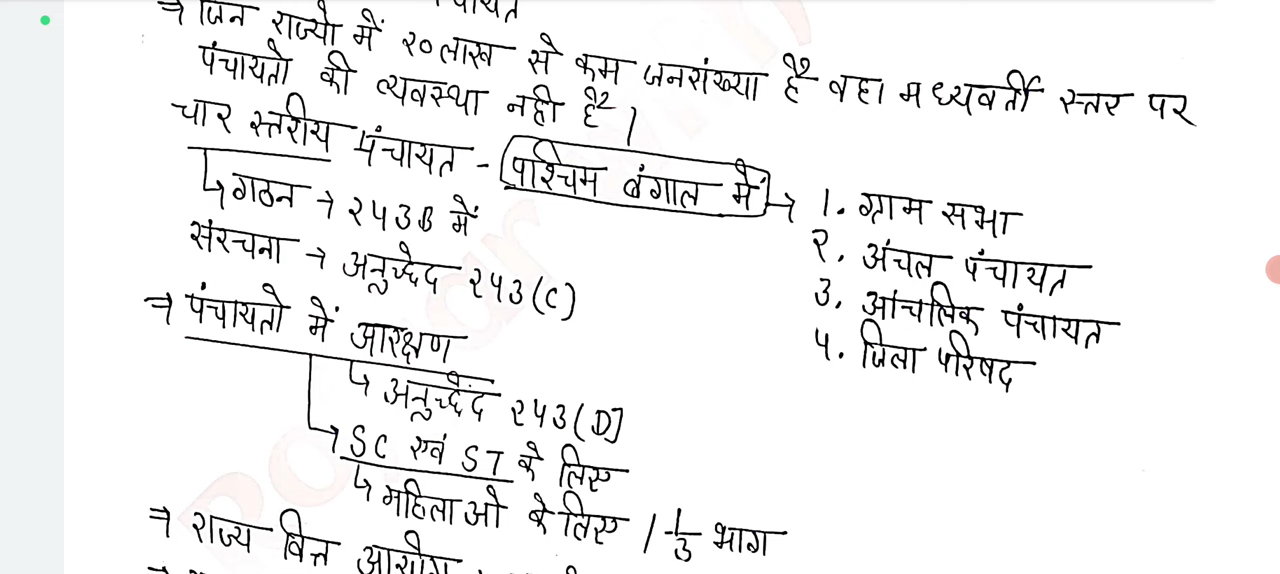 ⇒ जिन राज्यो में २० लाख से कम जनसंख्या है वहा मध्यवर्ती स्तर पर
पंचायतो की व्यवस्था नही है।
चार स्तरीय पंचायत - पश्चिम बंगाल में → 1. ग्राम सभा
२. अंचल पंचायत
3. आंचलिक पंचायत
४. जिला परिषद
↳ गठन → २५३B में
संरचना → अनुच्छेद २५३(C)
⇒ पंचायतो में आरक्षण
↳ अनुच्छेद २५३(D]
↳ SC एवं ST के लिए
↳ महिलाओ के लिए / 1/3 भाग
⇒ राज्य वित्त आयोग